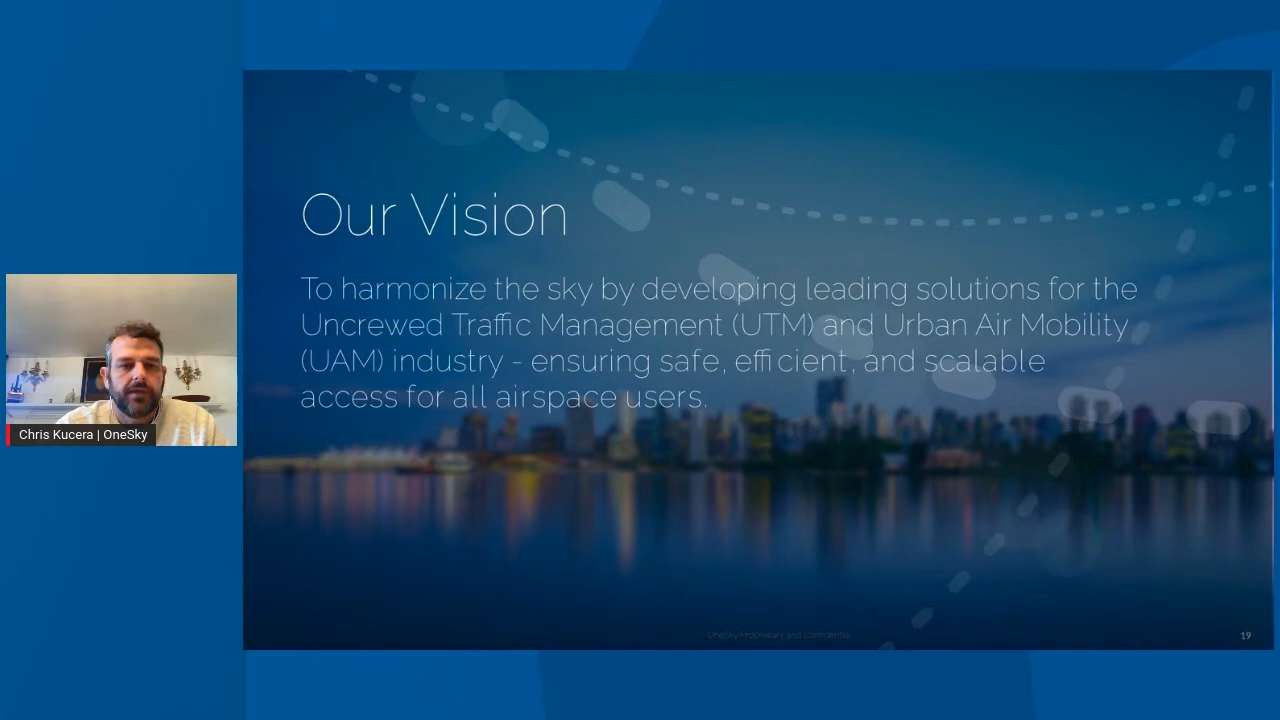 Our Vision
To harmonize the sky by developing leading solutions for the
Uncrewed Traffic Management (UTM) and Urban Air Mobility
(UAM) industry - ensuring safe, efficient, and scalable
access for all airspace users.
Chris Kucera | OneSky
OneSky Proprietary and Confidential
19